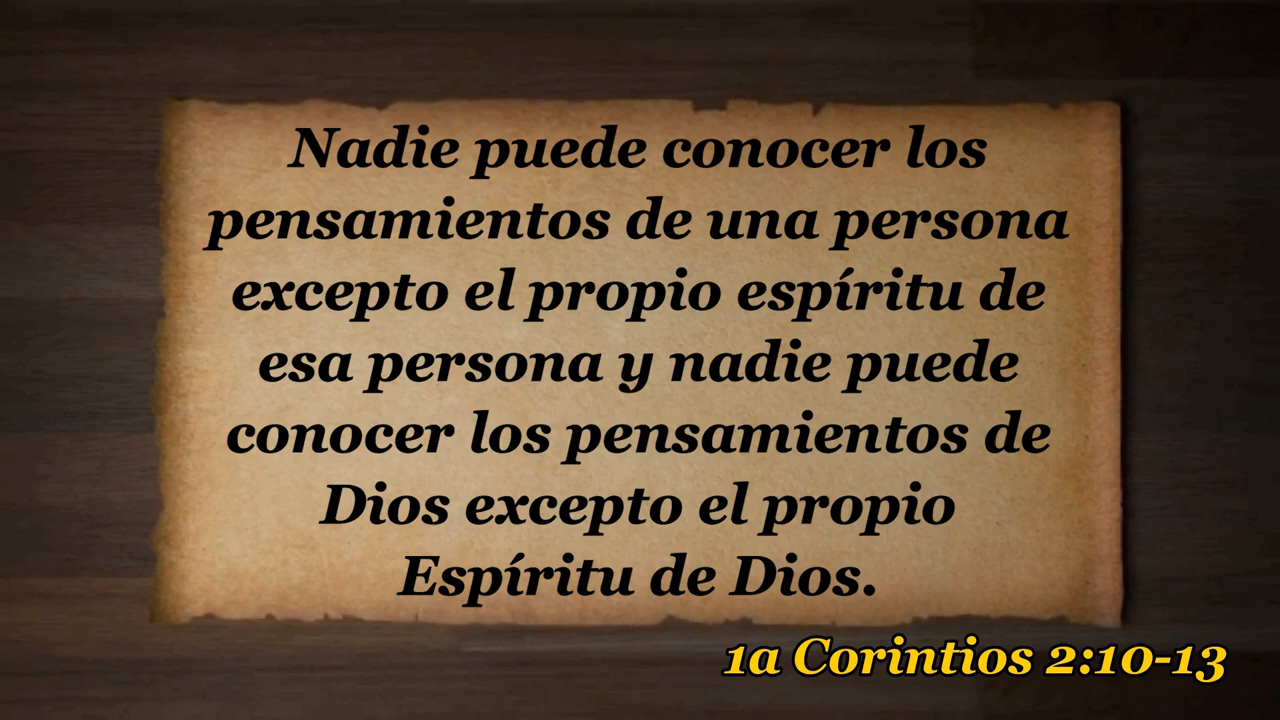 Nadie puede conocer los
pensamientos de una persona
excepto el propio espíritu de
esa persona y nadie puede
conocer los pensamientos de
Dios excepto el propio
Espíritu de Dios.
1a Corintios 2:10-13